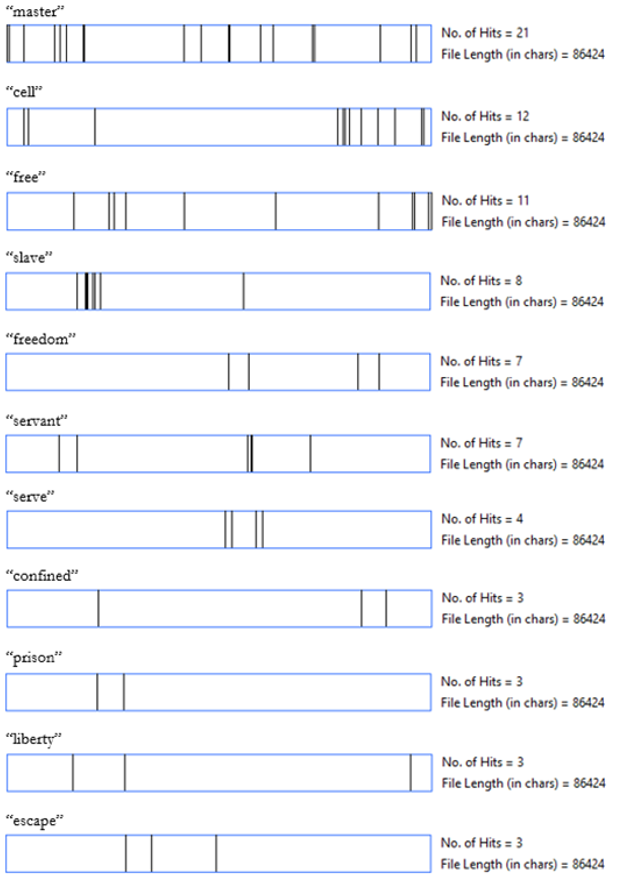 “master”
No. of Hits = 21
File Length (in chars) = 86424
“cell”
No. of Hits = 12
File Length (in chars) = 86424
“free”
No. of Hits = 11
File Length (in chars) = 86424
“slave”
No. of Hits = 8
File Length (in chars) = 86424
“freedom”
No. of Hits = 7
File Length (in chars) = 86424
“servant”
No. of Hits = 7
File Length (in chars) = 86424
“serve”
No. of Hits = 4
File Length (in chars) = 86424
“confined”
No. of Hits = 3
File Length (in chars) = 86424
“prison”
No. of Hits = 3
File Length (in chars) = 86424
“liberty”
No. of Hits = 3
File Length (in chars) = 86424
“escape”
No. of Hits = 3
File Length (in chars) = 86424